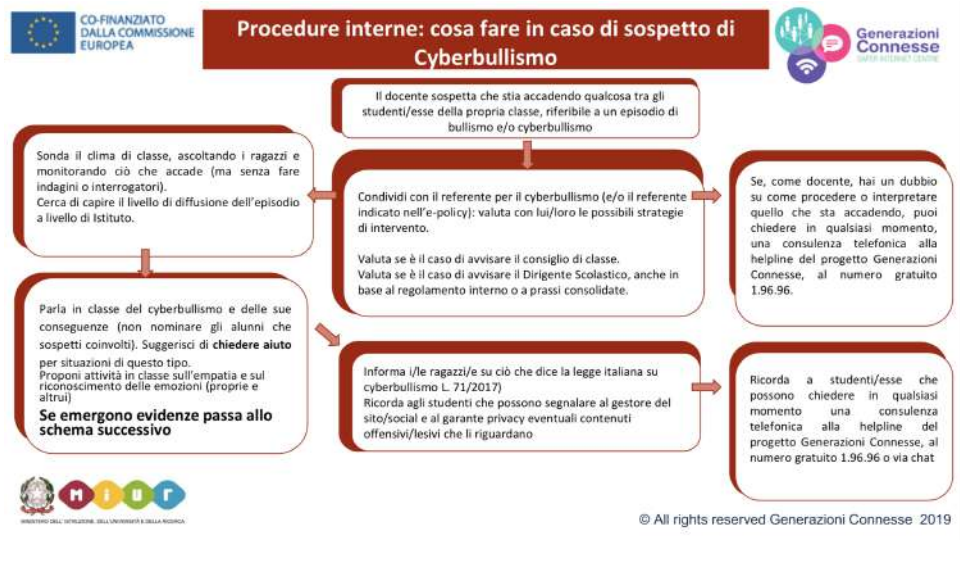 CO-FINANZIATO
DALLA COMMISSIONE
EUROPEA
Procedure interne: cosa fare in caso di sospetto di
Cyberbullismo
Generazioni
Connesse
SAFER INTERNET CENTRE
Il docente sospetta che stia accadendo qualcosa tra gli
studenti/esse della propria classe, riferibile a un episodio di
bullismo e/o cyberbullismo
Sonda il clima di classe, ascoltando i ragazzi e
monitorando ciò che accade (ma senza fare
indagini o interrogatori).
Cerca di capire il livello di diffusione dell'episodio
a livello di Istituto.
Condividi con il referente per il cyberbullismo (e/o il referente
indicato nell'e-policy): valuta con lui/loro le possibili strategie
di intervento.
Valuta se è il caso di avvisare il consiglio di classe.
Valuta se è il caso di avvisare il Dirigente Scolastico, anche in
base al regolamento interno o a prassi consolidate.
Se, come docente, hai un dubbio
su come procedere o interpretare
quello che sta accadendo, puoi
chiedere in qualsiasi momento,
una consulenza telefonica alla
helpline del progetto Generazioni
Connesse, al numero gratuito
1.96.96.
Parla in classe del cyberbullismo e delle sue
conseguenze (non nominare gli alunni che
sospetti coinvolti). Suggerisci di chiedere aiuto
per situazioni di questo tipo.
Proponi attività in classe sull'empatia e sul
riconoscimento delle emozioni (proprie e
altrui)
Se emergono evidenze passa allo
schema successivo
Informa i/le ragazzi/e su ciò che dice la legge italiana su
cyberbullismo L. 71/2017)
Ricorda agli studenti che possono segnalare al gestore del
sito/social e al garante privacy eventuali contenuti
offensivi/lesivi che li riguardano
Ricorda a studenti/esse che
possono chiedere in qualsiasi
momento una consulenza
telefonica alla helpline del
progetto Generazioni Connesse, al
numero gratuito 1.96.96 o via chat
miur
MINISTERO DELL' ISTRUZIONE, DELL'UNIVERSITÀ E DELLA RICERCA
© All rights reserved Generazioni Connesse 2019